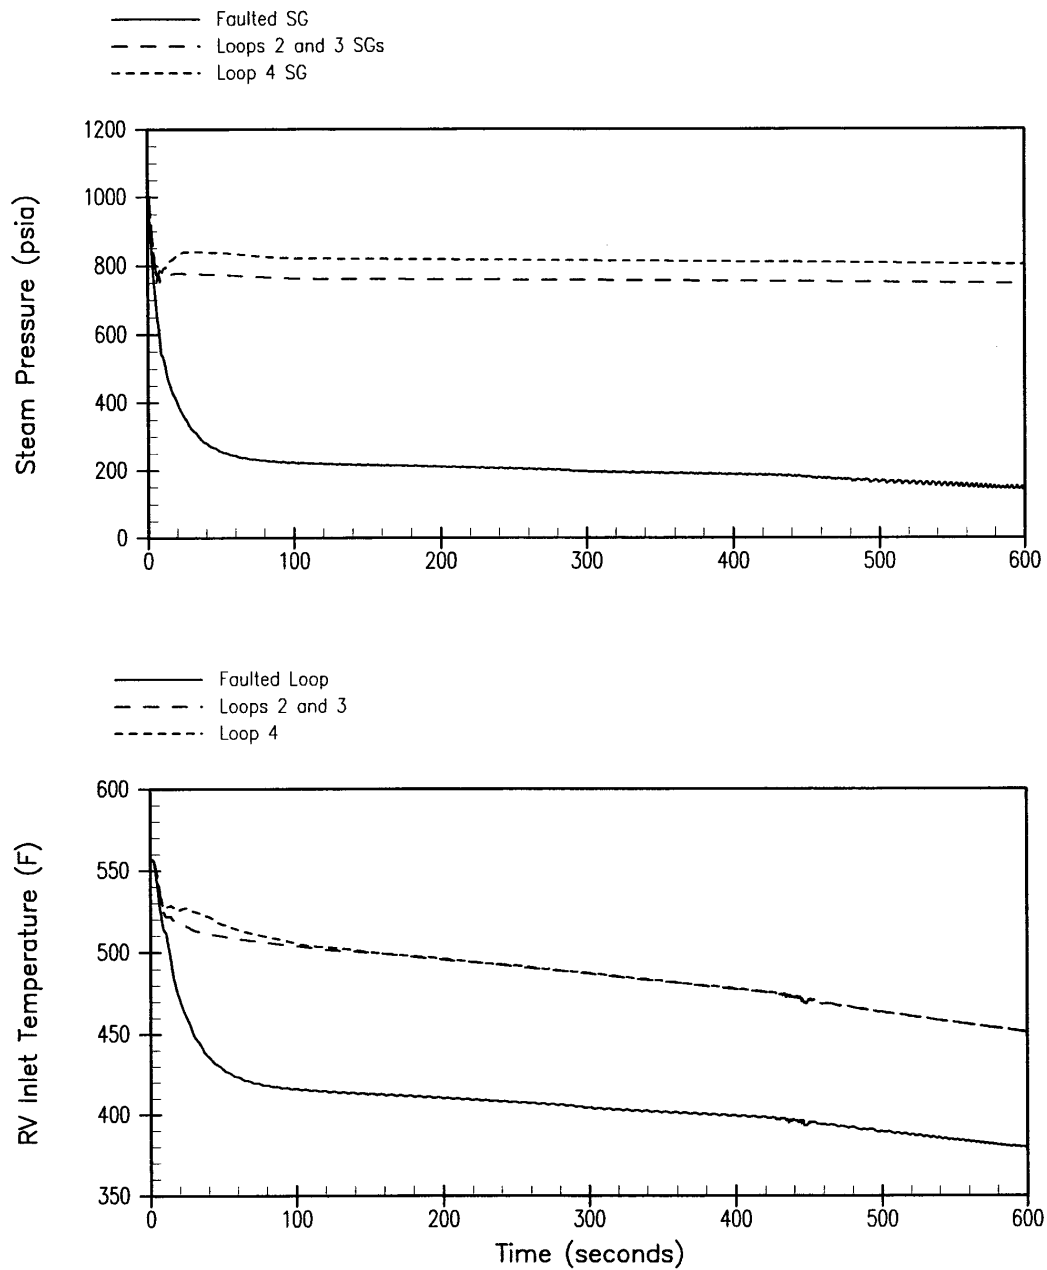 Faulted SG
Loops 2 and 3 SGs
Loop 4 SG
Steam Pressure (psia)
1200
1000
800
600
400
200
0
0 100 200 300 400 500 600
Faulted Loop
Loops 2 and 3
Loop 4
RV Inlet Temperature (F)
600
550
500
450
400
350
0 100 200 300 400 500 600
Time (seconds)